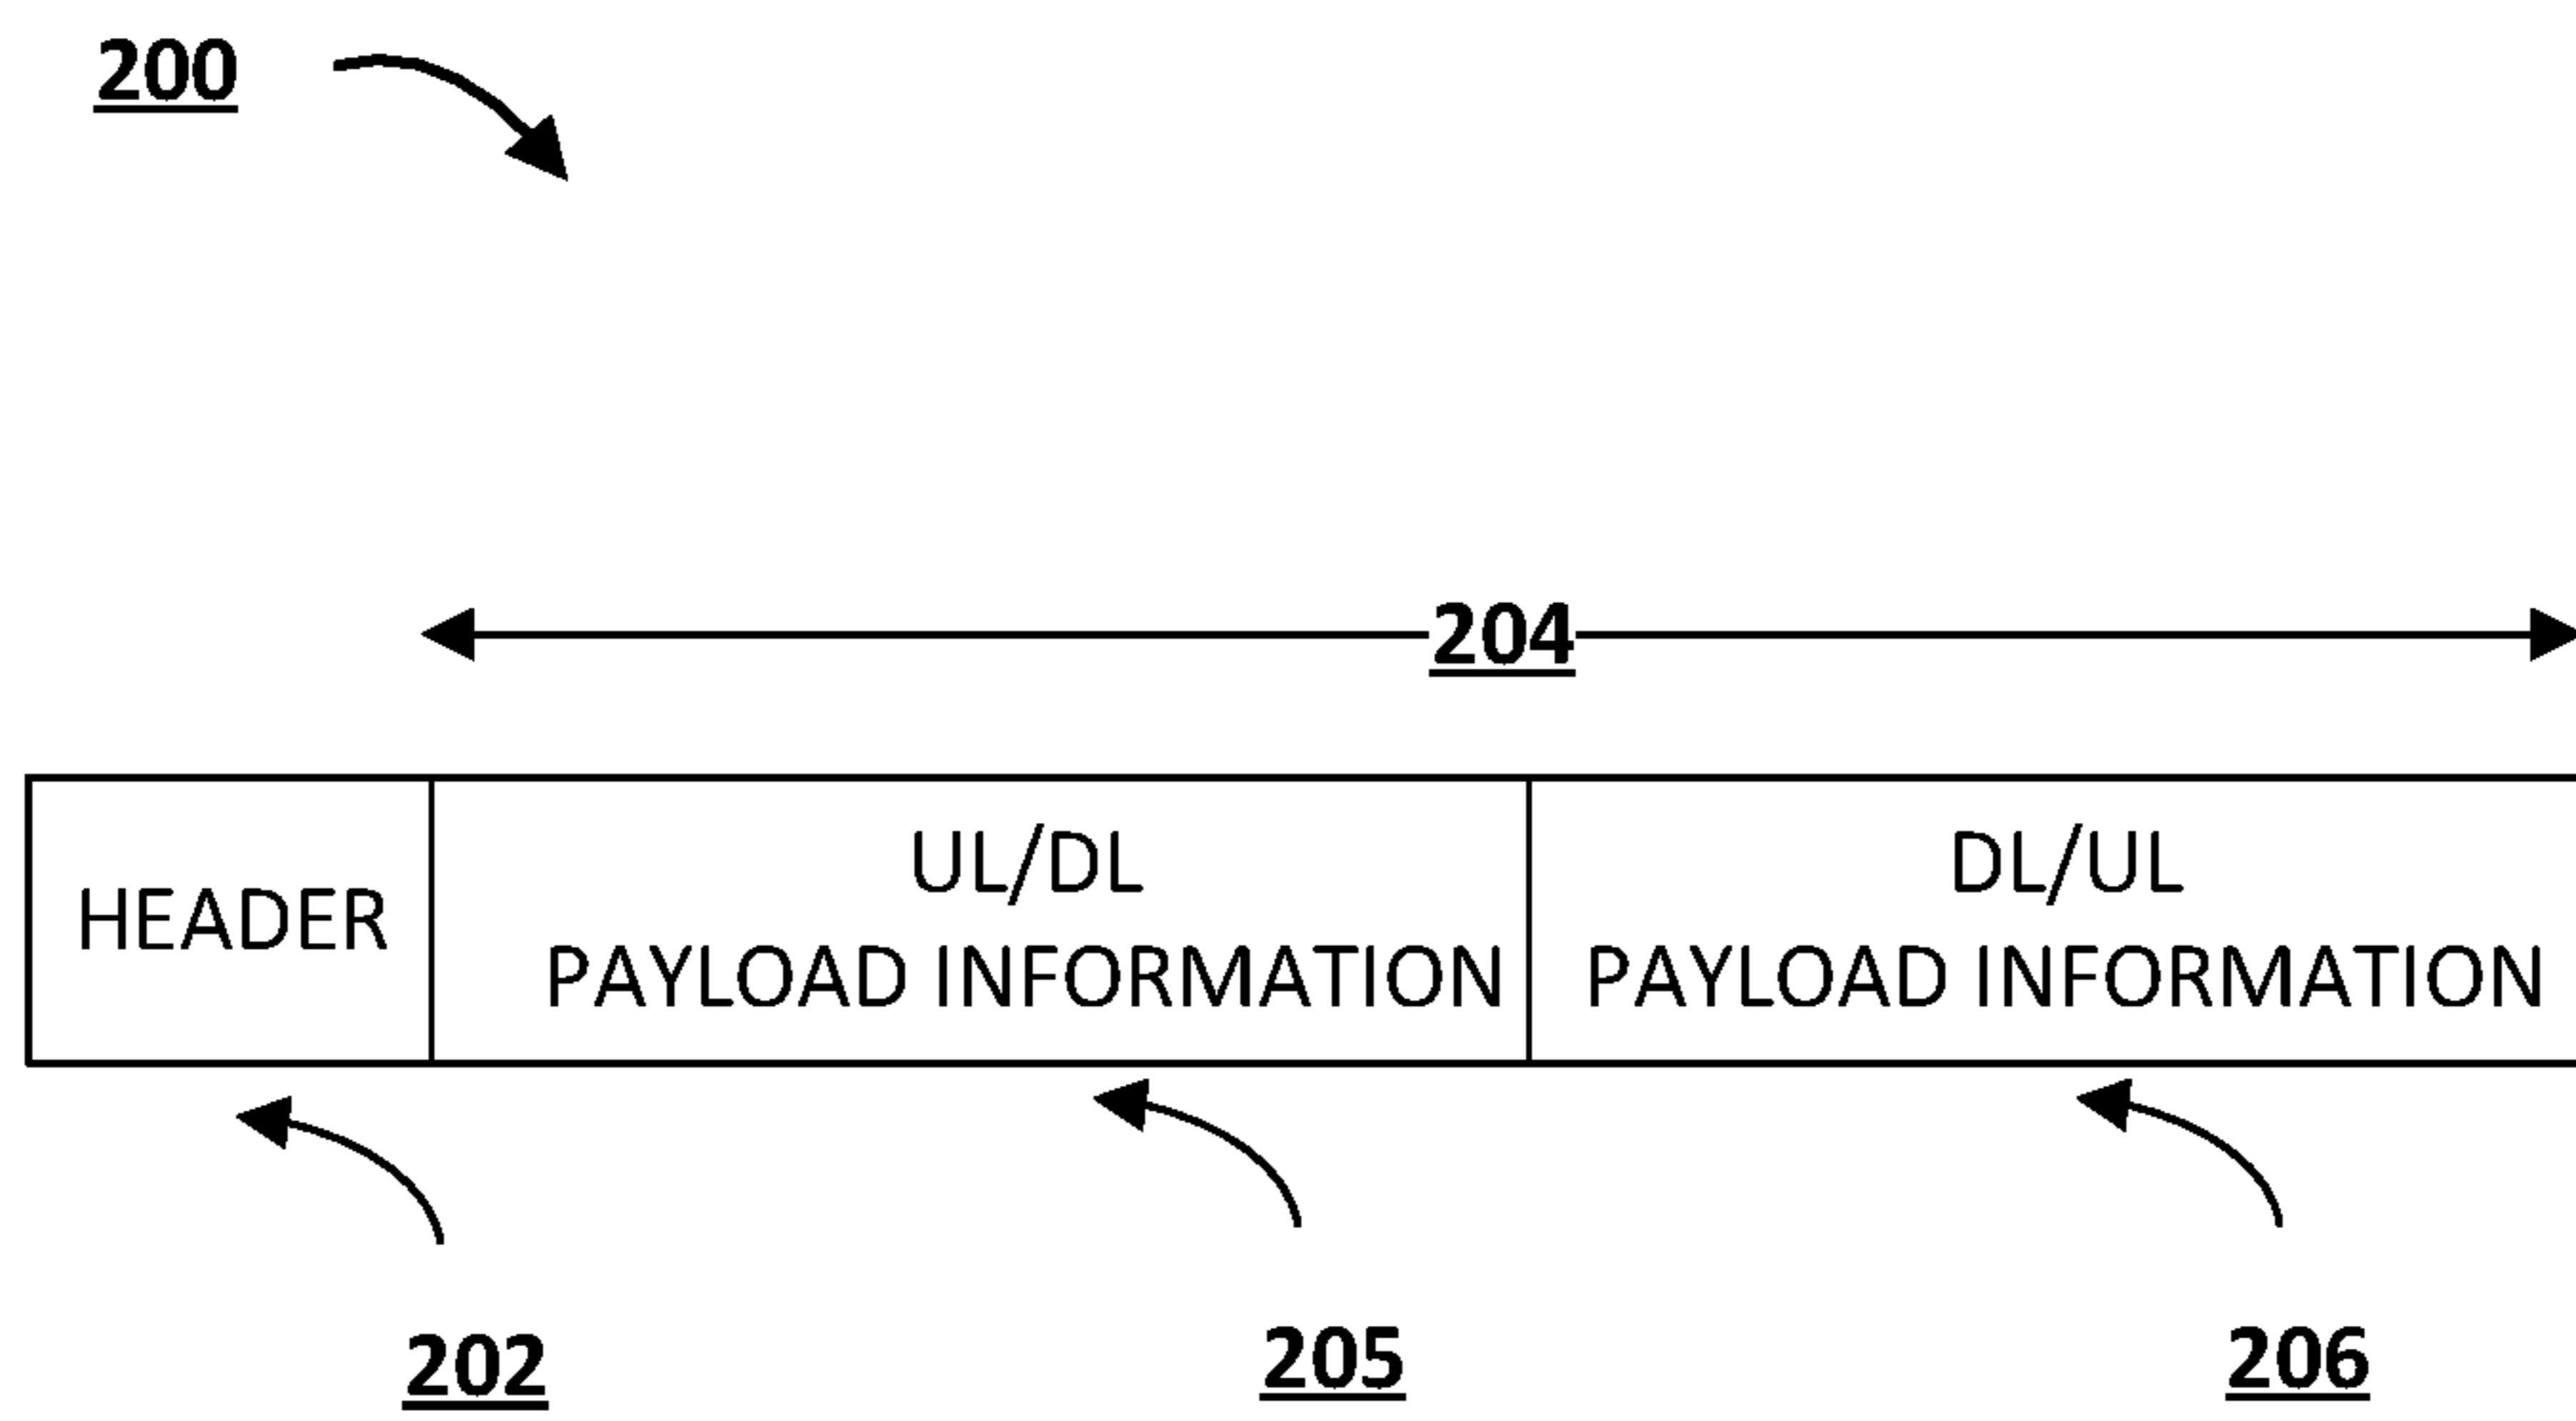 200
204
HEADER
UL/DL
PAYLOAD INFORMATION
DL/UL
PAYLOAD INFORMATION
202
205
206